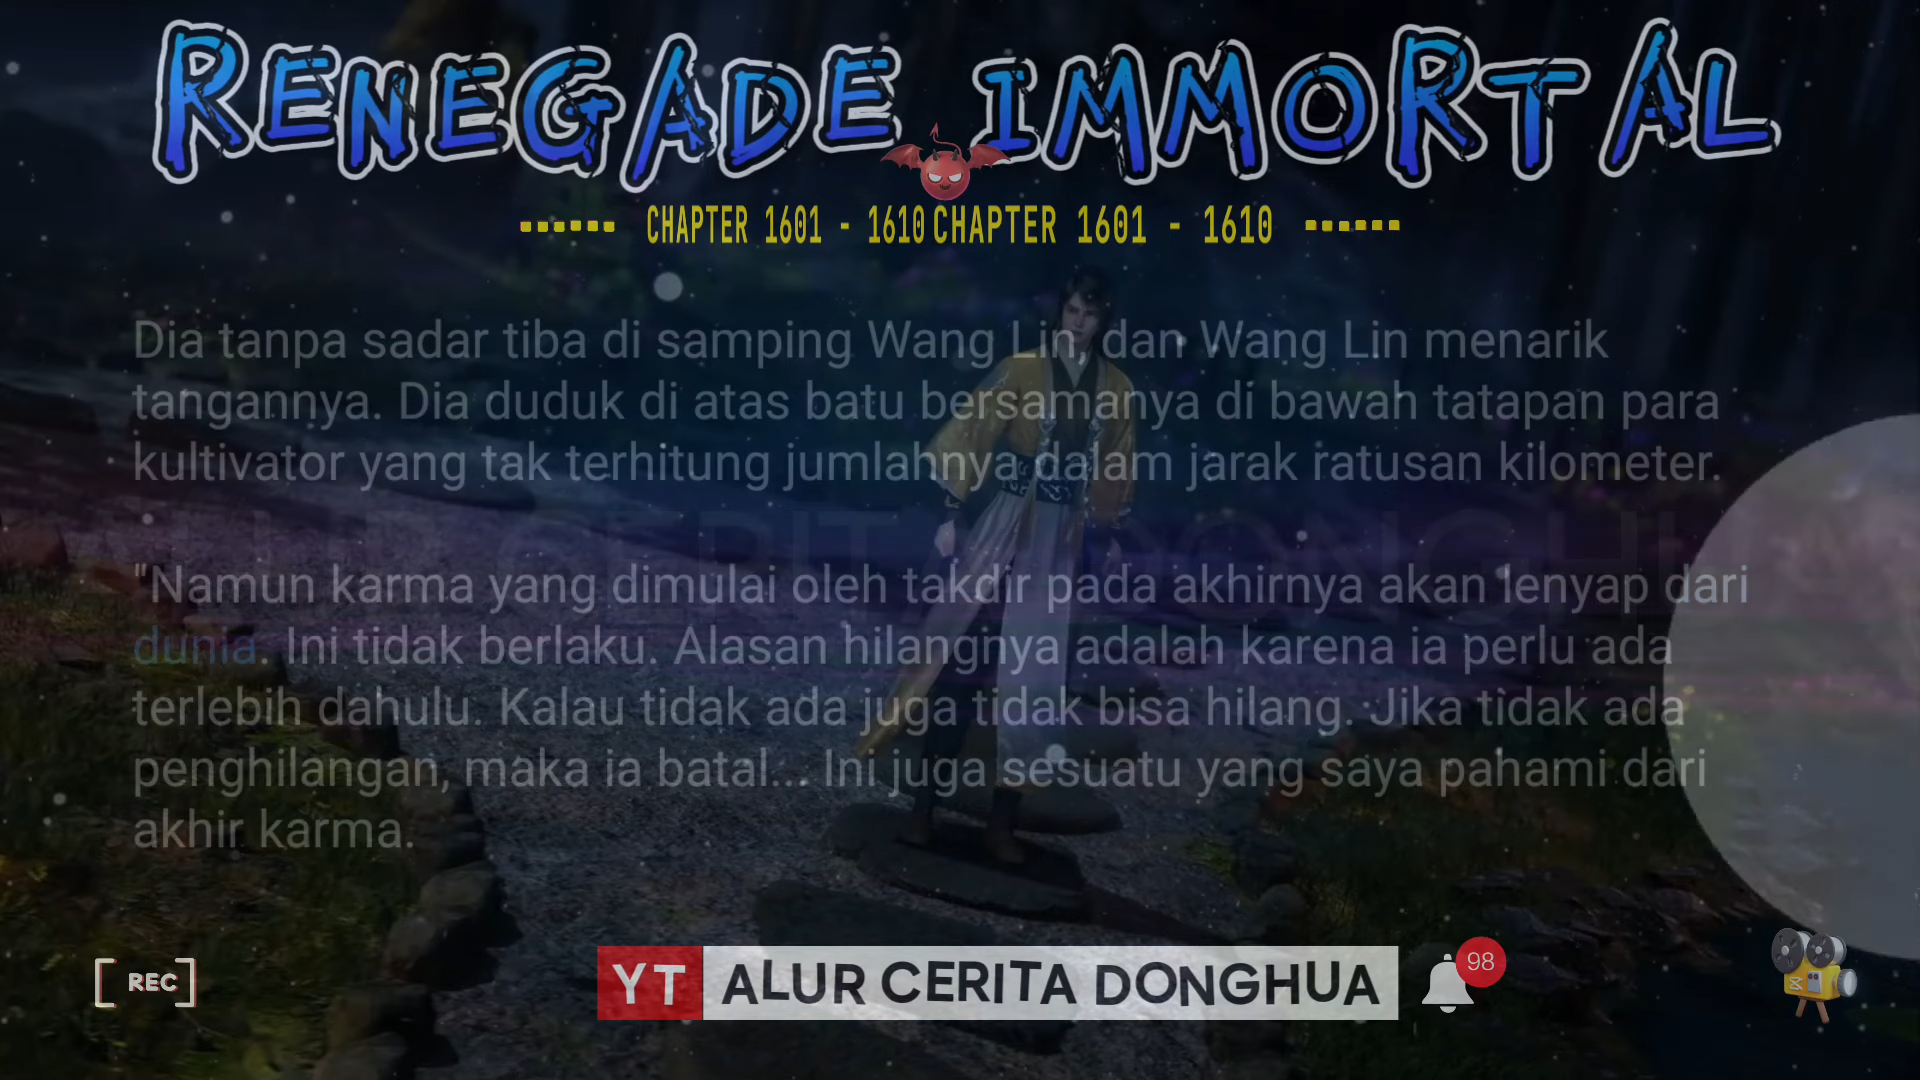 RENEGADE IMMORTAL
CHAPTER 1601 - 1610 CHAPTER 1601 - 1610
Dia tanpa sadar tiba di samping Wang Lin, dan Wang Lin menarik
tangannya. Dia duduk di atas batu bersamanya di bawah tatapan para
kultivator yang tak terhitung jumlahnya dalam jarak ratusan kilometer.
ALUR CERITA DONGHUA
"Namun karma yang dimulai oleh takdir pada akhirnya akan lenyap dari
dunia. Ini tidak berlaku. Alasan hilangnya adalah karena ia perlu ada
terlebih dahulu. Kalau tidak ada juga tidak bisa hilang. Jika tidak ada
penghilangan, maka ia batal... Ini juga sesuatu yang saya pahami dari
akhir karma.
[REC]
YT ALUR CERITA DONGHUA
98